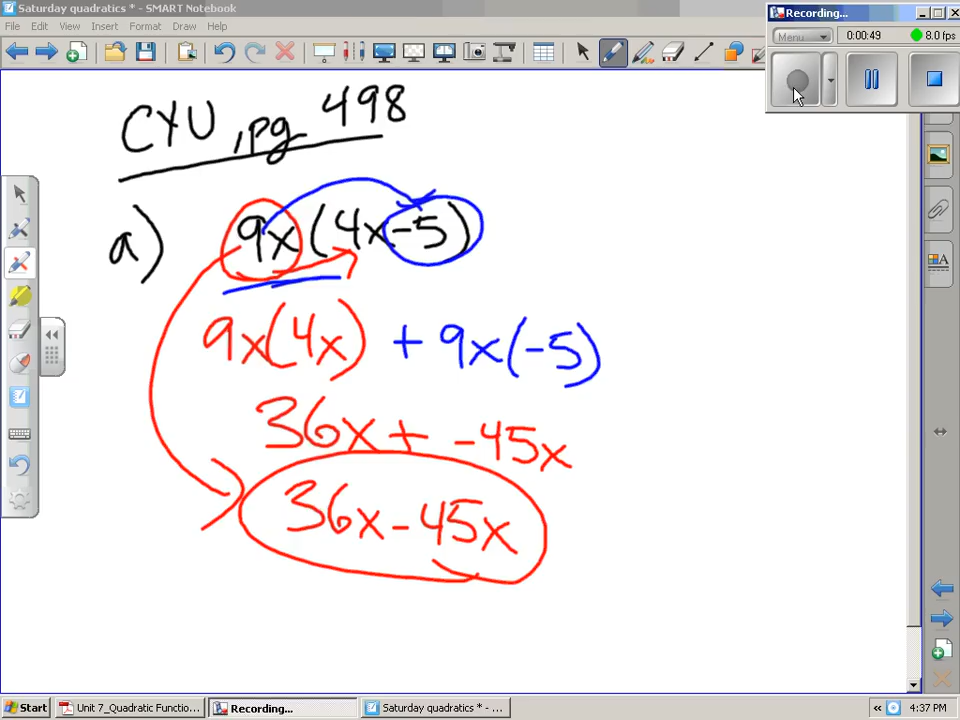 Saturday quadratics * - SMART Notebook
Recording...
File Edit View Insert Format Draw Help
Menu 0:00:49 8.0 fps
CYU, pg 498
a) 9x(4x-5)
9x(4x) + 9x(-5)
36x + -45x
36x - 45x
Start Unit 7_Quadratic Functio... Recording... Saturday quadratics * - ... 4:37 PM